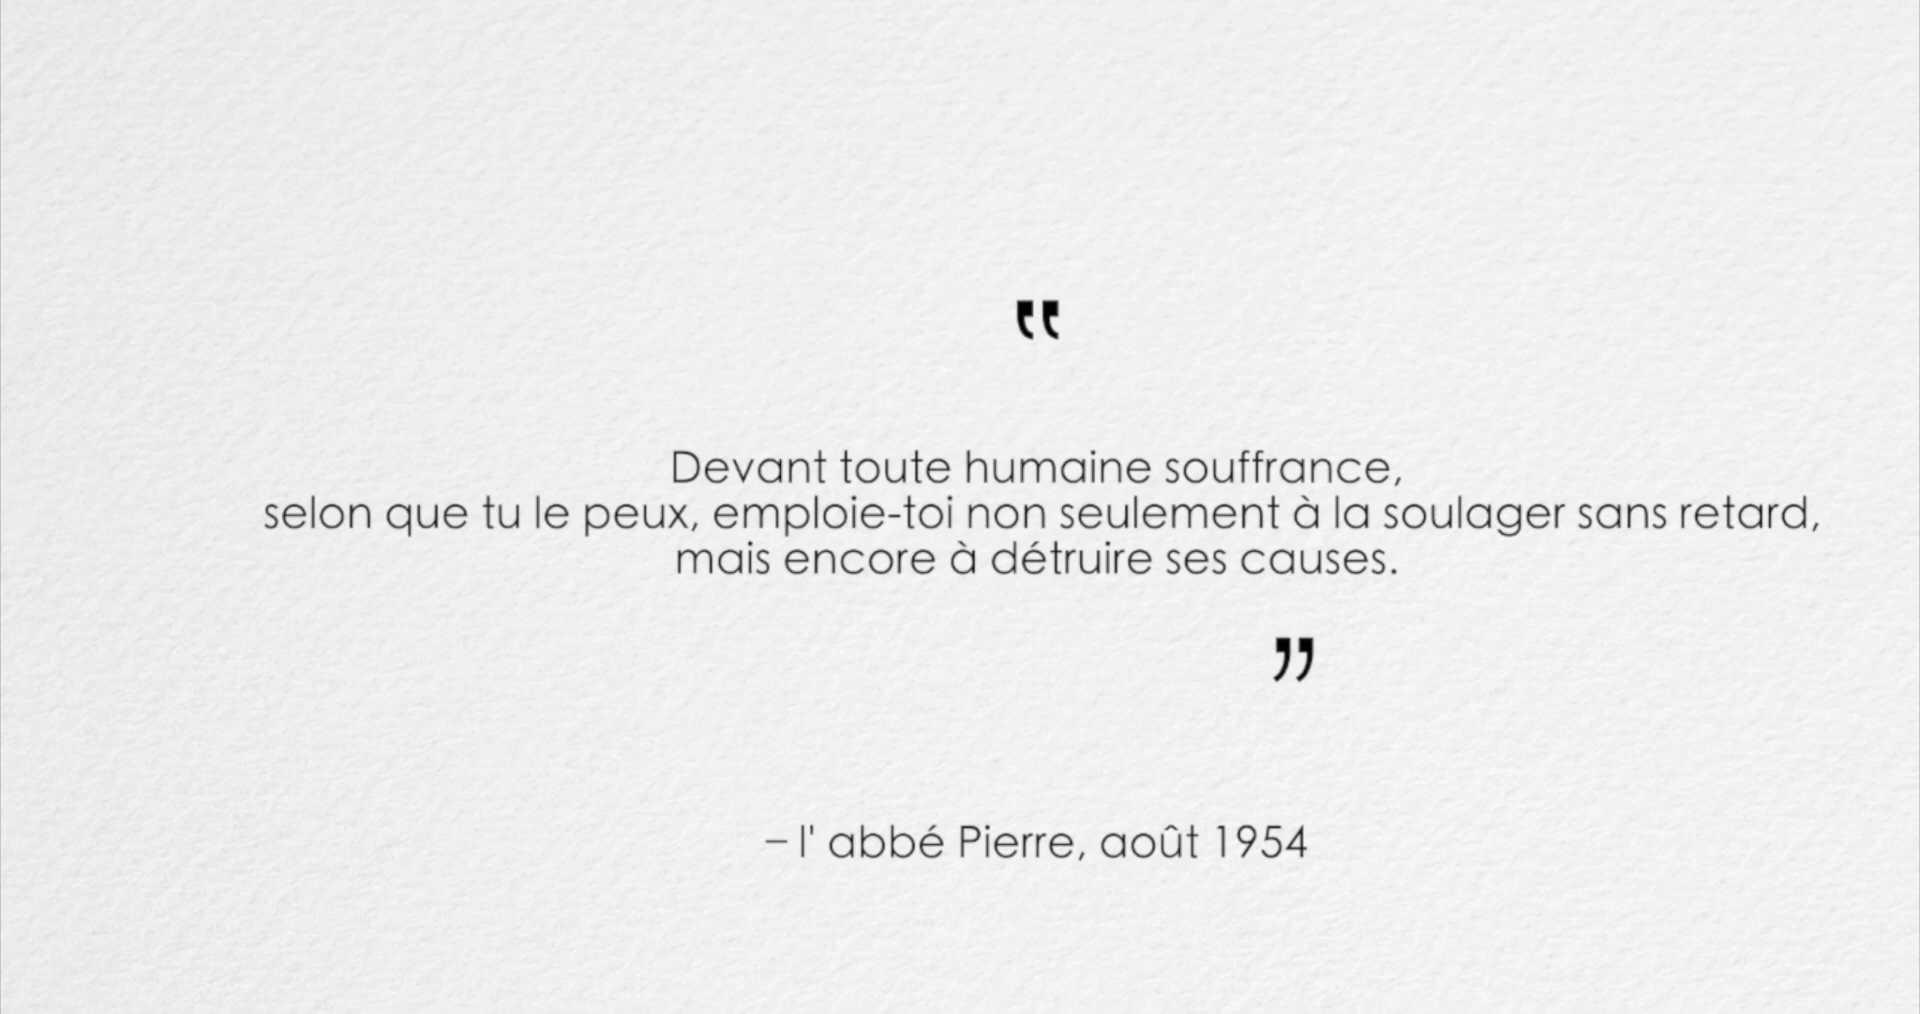 “
Devant toute humaine souffrance,
selon que tu le peux, emploie-toi non seulement à la soulager sans retard,
mais encore à détruire ses causes.
”
– l' abbé Pierre, août 1954